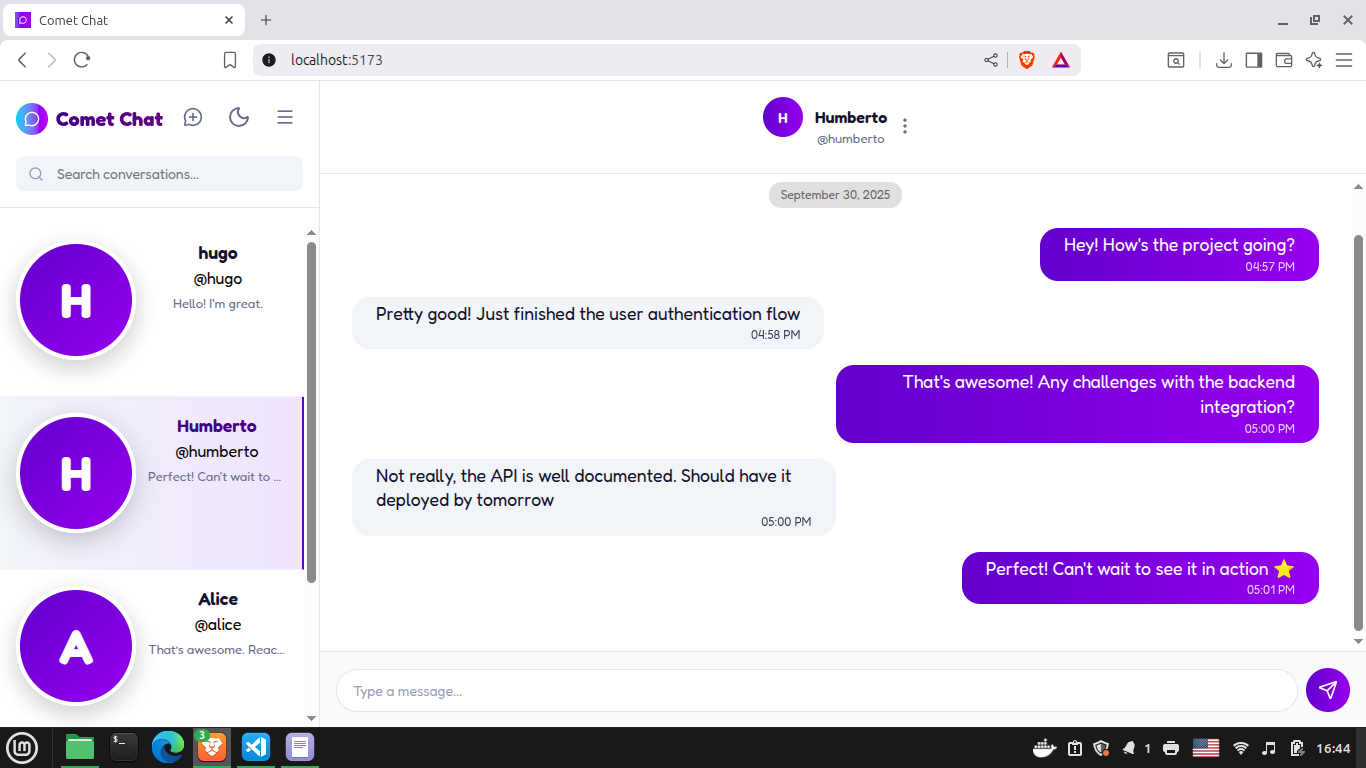 Comet Chat
localhost:5173
Comet Chat
Search conversations...
hugo
@hugo
Hello! I'm great.
H
Humberto
@humberto
Perfect! Can't wait to ...
H
Alice
@alice
That's awesome. Reac...
A
H
Humberto
@humberto
September 30, 2025
Hey! How's the project going?
04:57 PM
Pretty good! Just finished the user authentication flow
04:58 PM
That's awesome! Any challenges with the backend
integration?
05:00 PM
Not really, the API is well documented. Should have it
deployed by tomorrow
05:00 PM
Perfect! Can't wait to see it in action ⭐
05:01 PM
Type a message...
3
1
16:44